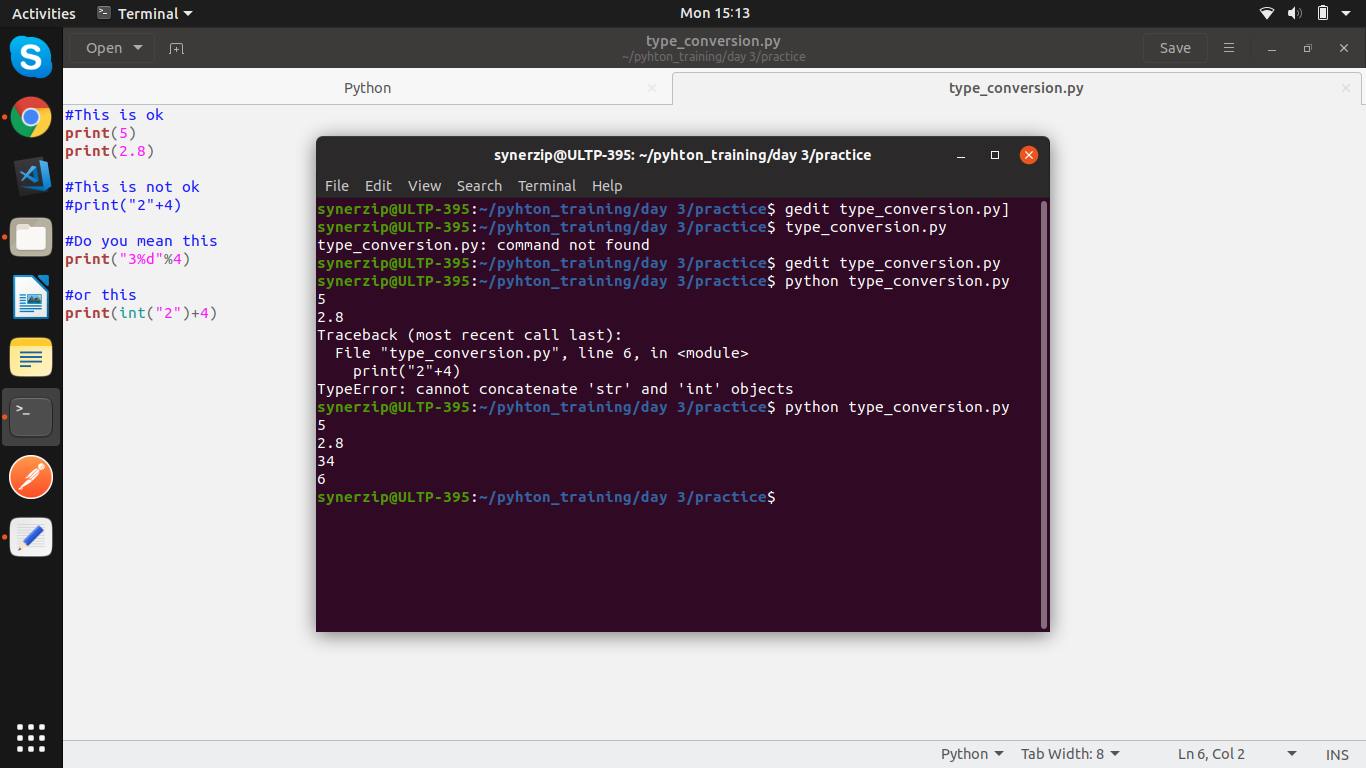 Activities Terminal Mon 15:13
Open type_conversion.py Save
~/pyhton_training/day 3/practice
Python type_conversion.py
#This is ok
print(5)
print(2.8)
#This is not ok
#print("2"+4)
#Do you mean this
print("3%d"%4)
#or this
print(int("2")+4)
synerzip@ULTP-395: ~/pyhton_training/day 3/practice
File Edit View Search Terminal Help
synerzip@ULTP-395:~/pyhton_training/day 3/practice$ gedit type_conversion.py]
synerzip@ULTP-395:~/pyhton_training/day 3/practice$ type_conversion.py
type_conversion.py: command not found
synerzip@ULTP-395:~/pyhton_training/day 3/practice$ gedit type_conversion.py
synerzip@ULTP-395:~/pyhton_training/day 3/practice$ python type_conversion.py
5
2.8
Traceback (most recent call last):
  File "type_conversion.py", line 6, in <module>
    print("2"+4)
TypeError: cannot concatenate 'str' and 'int' objects
synerzip@ULTP-395:~/pyhton_training/day 3/practice$ python type_conversion.py
5
2.8
34
6
synerzip@ULTP-395:~/pyhton_training/day 3/practice$
Python Tab Width: 8 Ln 6, Col 2 INS